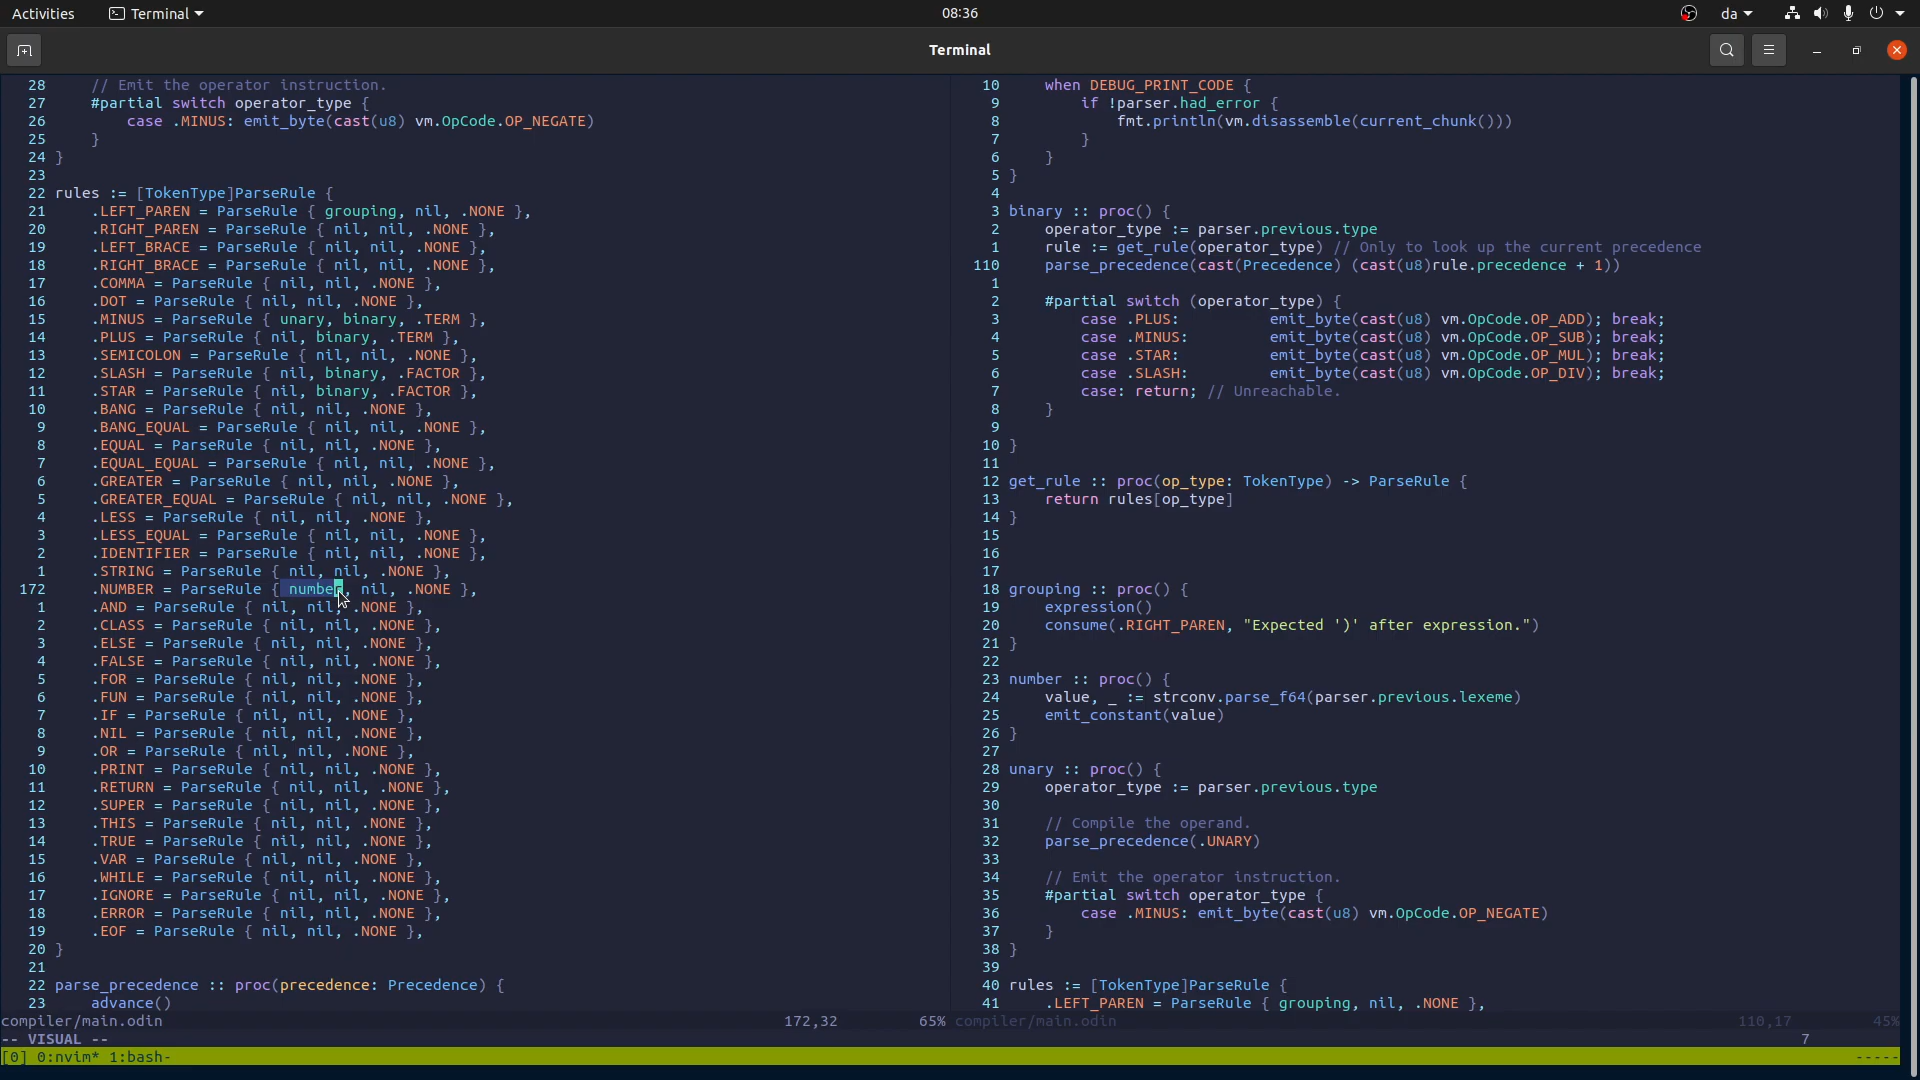 Activities Terminal 08:36 da
Terminal
28 // Emit the operator instruction.
27 #partial switch operator_type {
26 case .MINUS: emit_byte(cast(u8) vm.OpCode.OP_NEGATE)
25 }
24 }
23
22 rules := [TokenType]ParseRule {
21 .LEFT_PAREN = ParseRule { grouping, nil, .NONE },
20 .RIGHT_PAREN = ParseRule { nil, nil, .NONE },
19 .LEFT_BRACE = ParseRule { nil, nil, .NONE },
18 .RIGHT_BRACE = ParseRule { nil, nil, .NONE },
17 .COMMA = ParseRule { nil, nil, .NONE },
16 .DOT = ParseRule { nil, nil, .NONE },
15 .MINUS = ParseRule { unary, binary, .TERM },
14 .PLUS = ParseRule { nil, binary, .TERM },
13 .SEMICOLON = ParseRule { nil, nil, .NONE },
12 .SLASH = ParseRule { nil, binary, .FACTOR },
11 .STAR = ParseRule { nil, binary, .FACTOR },
10 .BANG = ParseRule { nil, nil, .NONE },
9 .BANG_EQUAL = ParseRule { nil, nil, .NONE },
8 .EQUAL = ParseRule { nil, nil, .NONE },
7 .EQUAL_EQUAL = ParseRule { nil, nil, .NONE },
6 .GREATER = ParseRule { nil, nil, .NONE },
5 .GREATER_EQUAL = ParseRule { nil, nil, .NONE },
4 .LESS = ParseRule { nil, nil, .NONE },
3 .LESS_EQUAL = ParseRule { nil, nil, .NONE },
2 .IDENTIFIER = ParseRule { nil, nil, .NONE },
1 .STRING = ParseRule { nil, nil, .NONE },
172 .NUMBER = ParseRule { number, nil, .NONE },
1 .AND = ParseRule { nil, nil, .NONE },
2 .CLASS = ParseRule { nil, nil, .NONE },
3 .ELSE = ParseRule { nil, nil, .NONE },
4 .FALSE = ParseRule { nil, nil, .NONE },
5 .FOR = ParseRule { nil, nil, .NONE },
6 .FUN = ParseRule { nil, nil, .NONE },
7 .IF = ParseRule { nil, nil, .NONE },
8 .NIL = ParseRule { nil, nil, .NONE },
9 .OR = ParseRule { nil, nil, .NONE },
10 .PRINT = ParseRule { nil, nil, .NONE },
11 .RETURN = ParseRule { nil, nil, .NONE },
12 .SUPER = ParseRule { nil, nil, .NONE },
13 .THIS = ParseRule { nil, nil, .NONE },
14 .TRUE = ParseRule { nil, nil, .NONE },
15 .VAR = ParseRule { nil, nil, .NONE },
16 .WHILE = ParseRule { nil, nil, .NONE },
17 .IGNORE = ParseRule { nil, nil, .NONE },
18 .ERROR = ParseRule { nil, nil, .NONE },
19 .EOF = ParseRule { nil, nil, .NONE },
20 }
21
22 parse_precedence :: proc(precedence: Precedence) {
23 advance()
compiler/main.odin 172,32 65%
10 when DEBUG_PRINT_CODE {
9 if !parser.had_error {
8 fmt.println(vm.disassemble(current_chunk()))
7 }
6 }
5 }
4
3 binary :: proc() {
2 operator_type := parser.previous.type
1 rule := get_rule(operator_type) // Only to look up the current precedence
110 parse_precedence(cast(Precedence) (cast(u8)rule.precedence + 1))
1
2 #partial switch (operator_type) {
3 case .PLUS: emit_byte(cast(u8) vm.OpCode.OP_ADD); break;
4 case .MINUS: emit_byte(cast(u8) vm.OpCode.OP_SUB); break;
5 case .STAR: emit_byte(cast(u8) vm.OpCode.OP_MUL); break;
6 case .SLASH: emit_byte(cast(u8) vm.OpCode.OP_DIV); break;
7 case: return; // Unreachable.
8 }
9
10 }
11
12 get_rule :: proc(op_type: TokenType) -> ParseRule {
13 return rules[op_type]
14 }
15
16
17
18 grouping :: proc() {
19 expression()
20 consume(.RIGHT_PAREN, "Expected ')' after expression.")
21 }
22
23 number :: proc() {
24 value, _ := strconv.parse_f64(parser.previous.lexeme)
25 emit_constant(value)
26 }
27
28 unary :: proc() {
29 operator_type := parser.previous.type
30
31 // Compile the operand.
32 parse_precedence(.UNARY)
33
34 // Emit the operator instruction.
35 #partial switch operator_type {
36 case .MINUS: emit_byte(cast(u8) vm.OpCode.OP_NEGATE)
37 }
38 }
39
40 rules := [TokenType]ParseRule {
41 .LEFT_PAREN = ParseRule { grouping, nil, .NONE },
compiler/main.odin 110,17 45%
-- VISUAL -- 7
[0] 0:nvim* 1:bash- -----